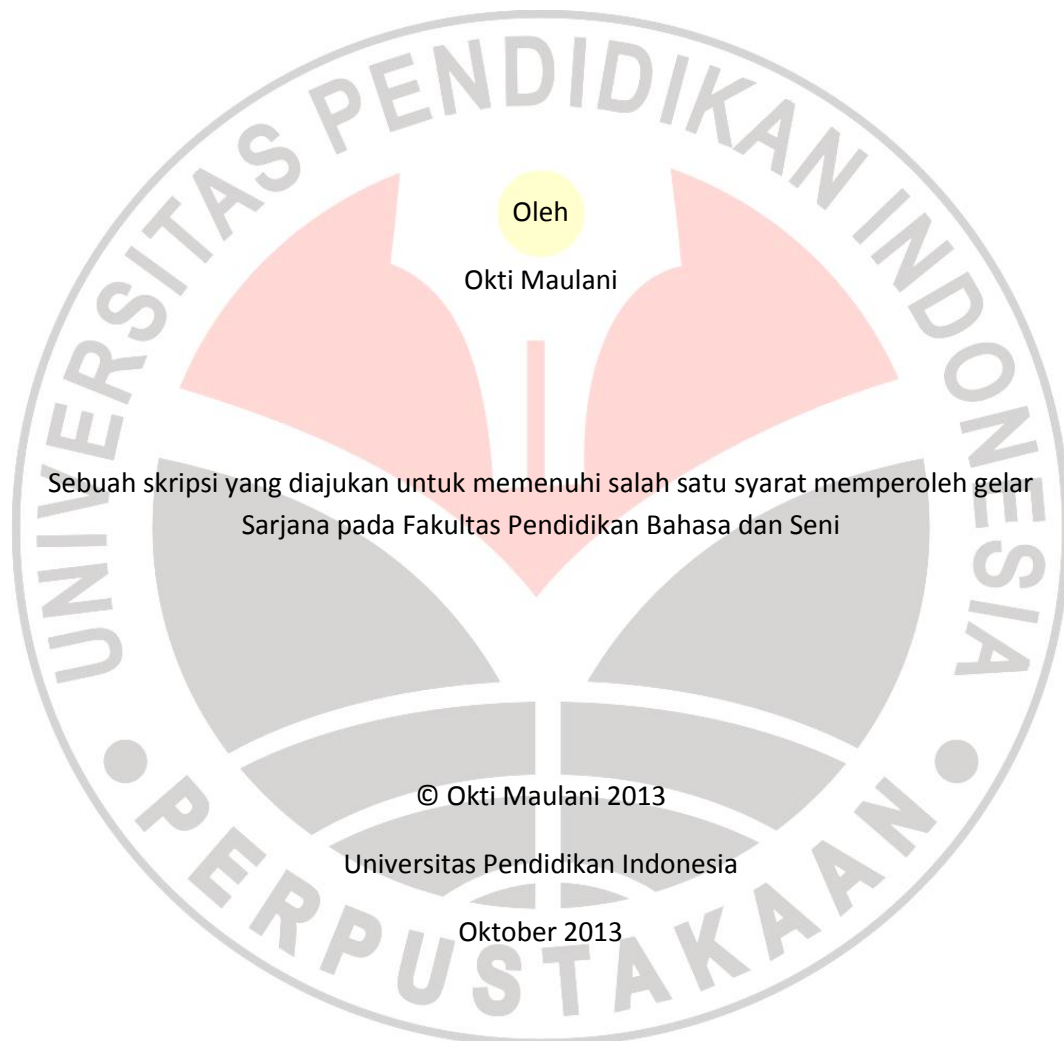 UNIVERSITAS PENDIDIKAN INDONESIA
Oleh
Okti Maulani
Sebuah skripsi yang diajukan untuk memenuhi salah satu syarat memperoleh gelar
Sarjana pada Fakultas Pendidikan Bahasa dan Seni
© Okti Maulani 2013
Universitas Pendidikan Indonesia
Oktober 2013
PERPUSTAKAAN